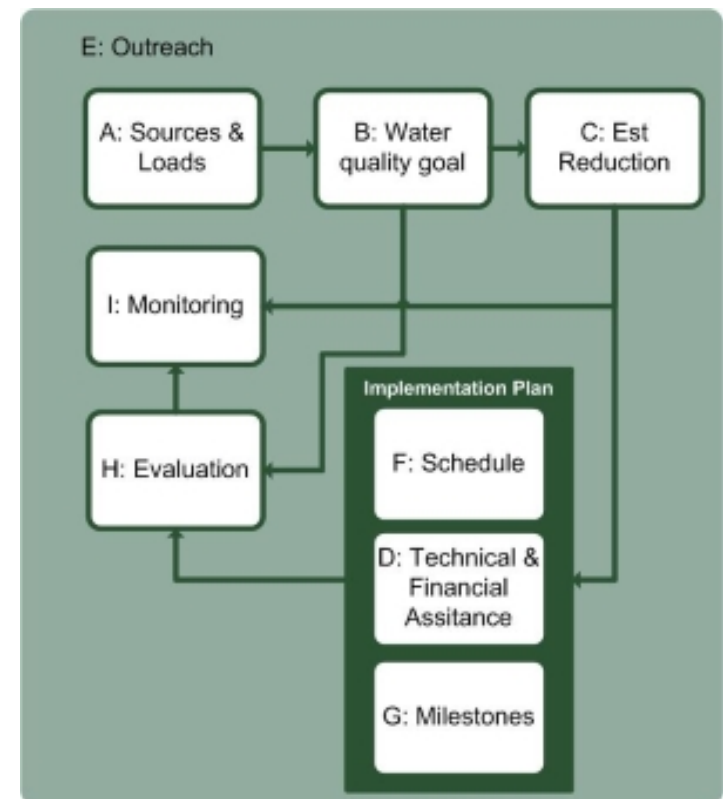 E: Outreach
A: Sources &
Loads
B: Water
quality goal
C: Est
Reduction
I: Monitoring
Implementation Plan
F: Schedule
H: Evaluation
D: Technical &
Financial
Assitance
G: Milestones